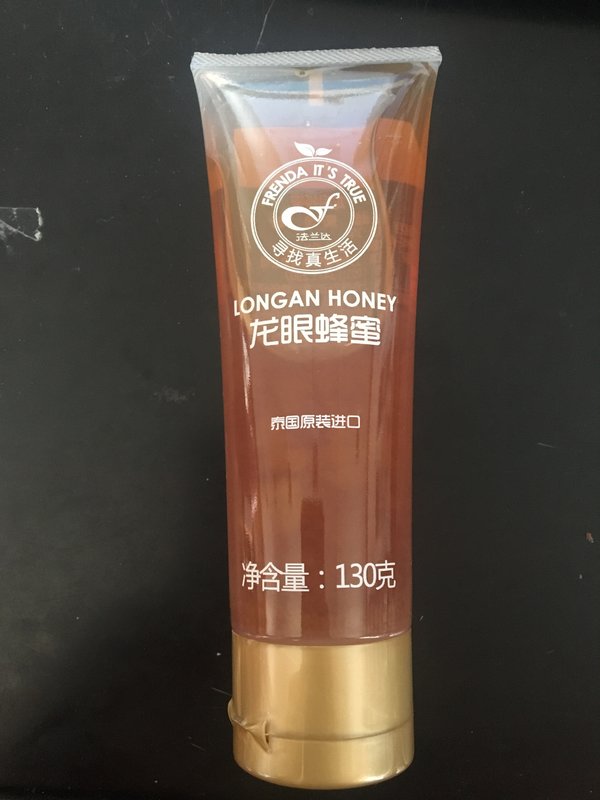 FRENDA IT'S TRUE
法兰达
寻找真生活
LONGAN HONEY
龙眼蜂蜜
泰国原装进口
净含量：130克